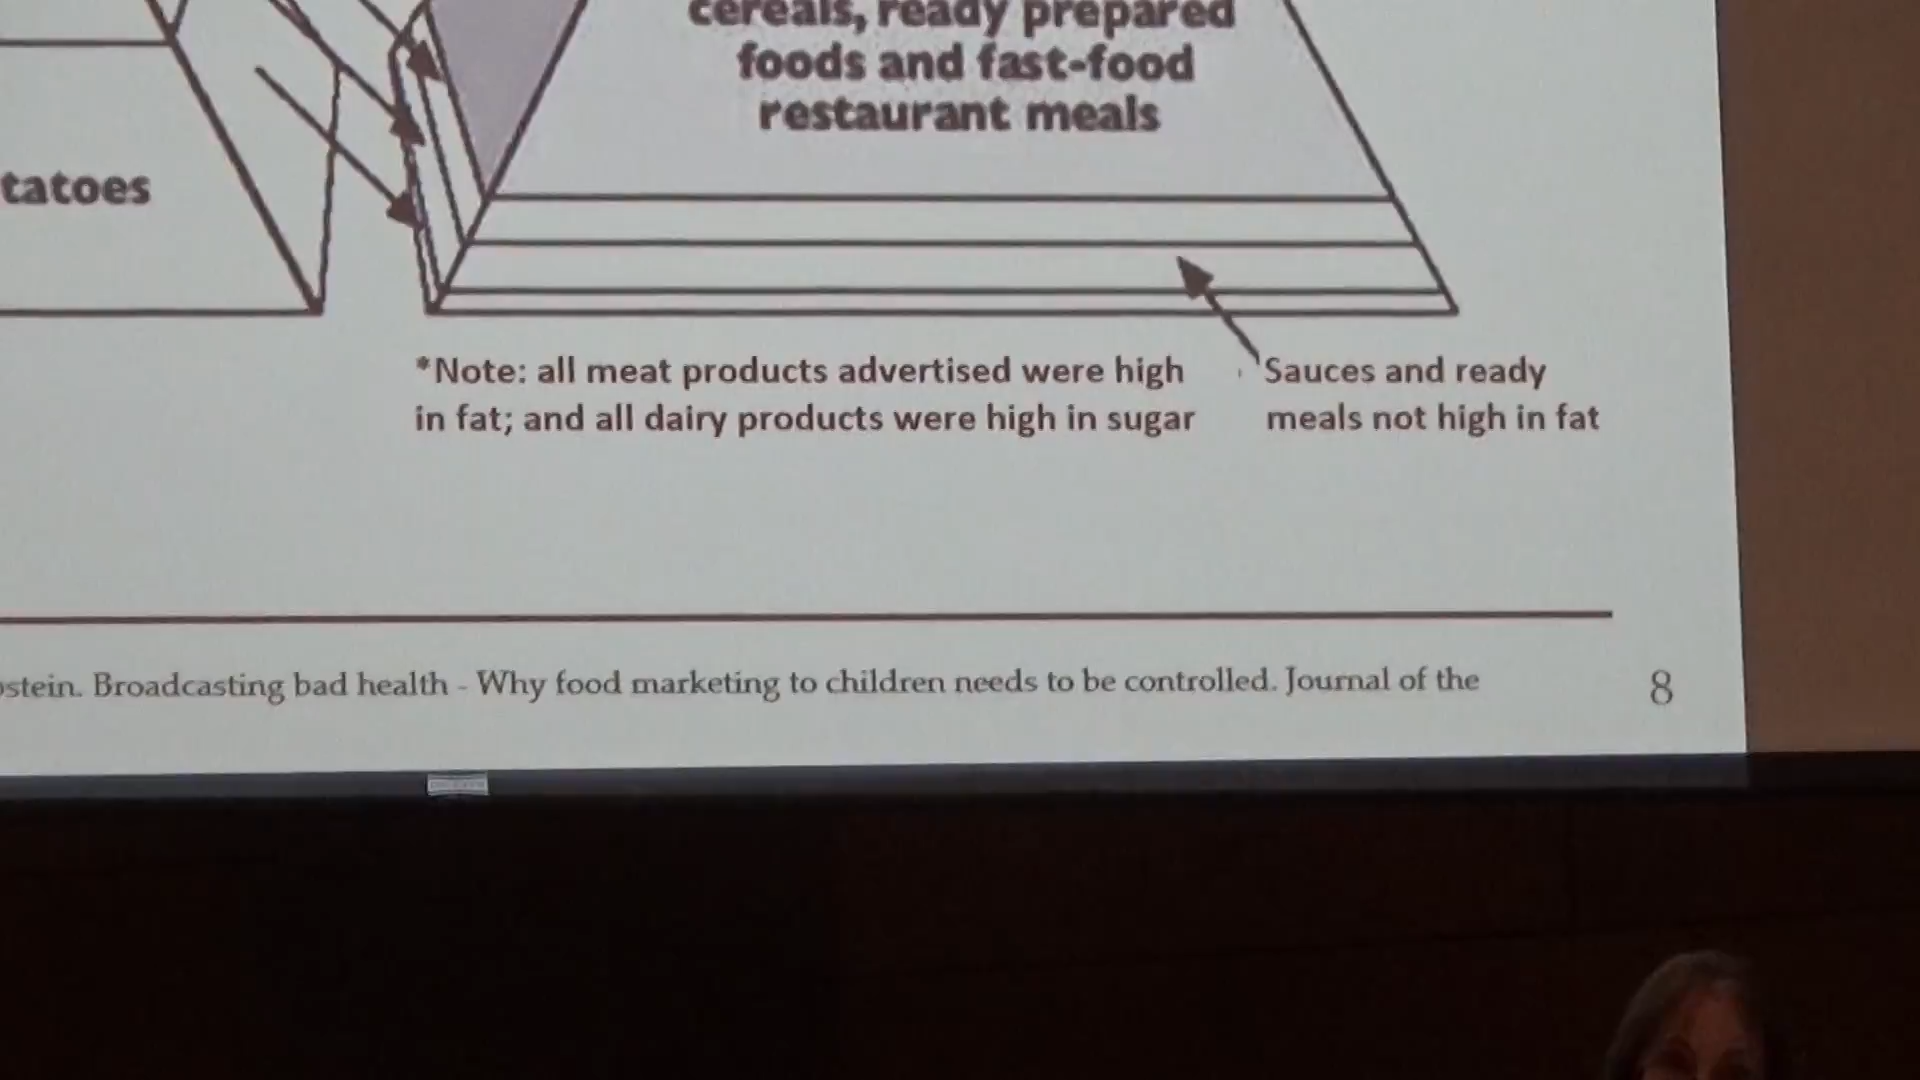 cereals, ready prepared
foods and fast-food
restaurant meals
tatoes
*Note: all meat products advertised were high
in fat; and all dairy products were high in sugar
Sauces and ready
meals not high in fat
stein. Broadcasting bad health - Why food marketing to children needs to be controlled. Journal of the
8